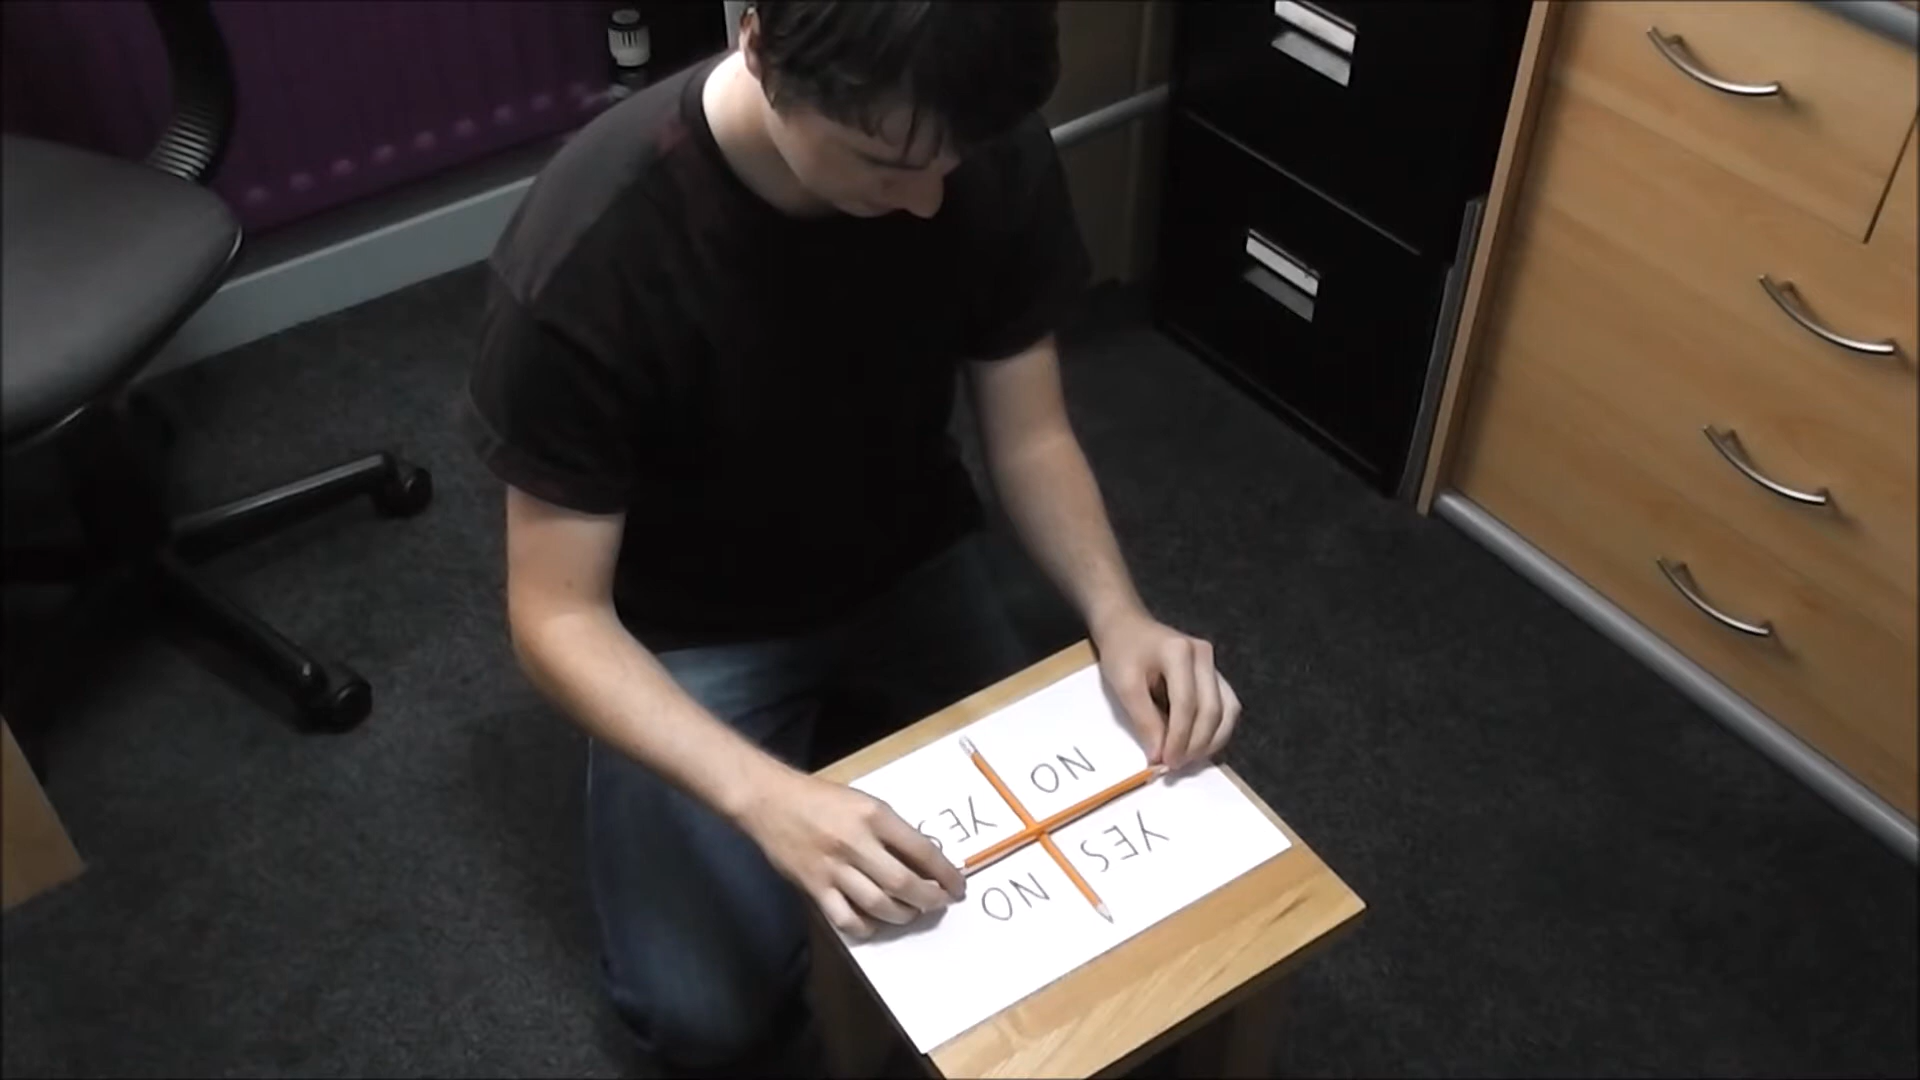 YES NO
NO YES